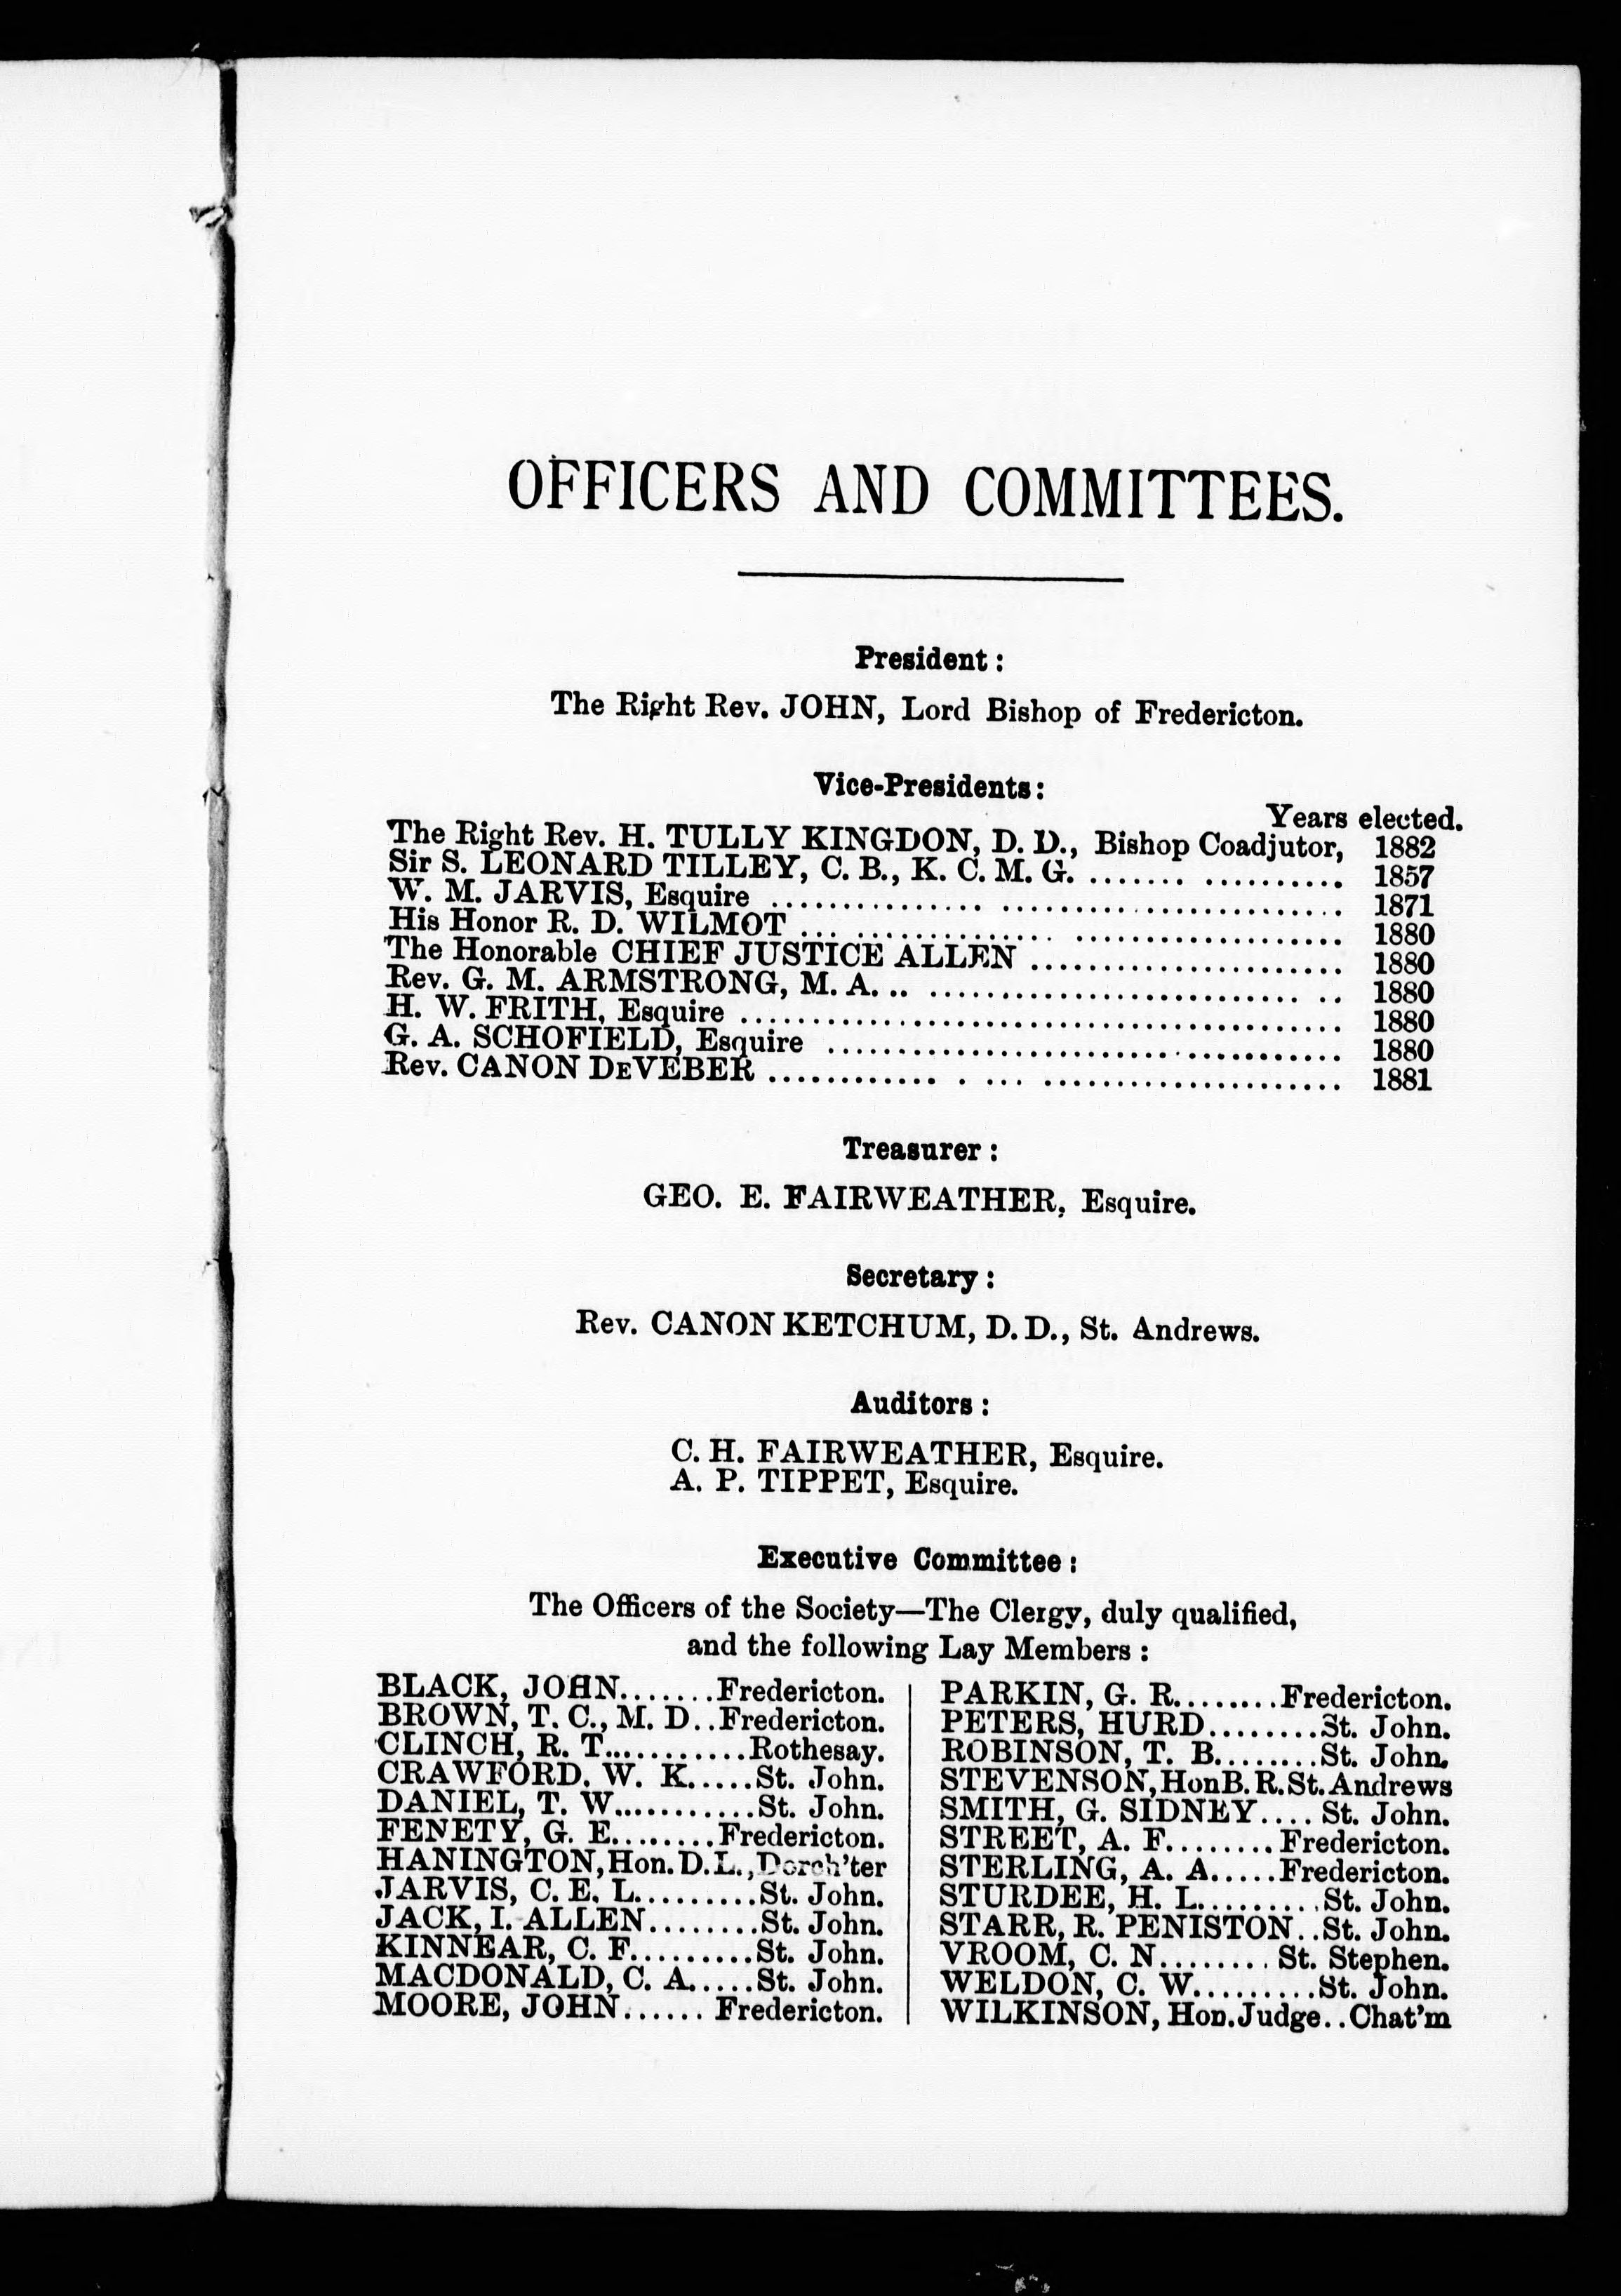 OFFICERS AND COMMITTEES.
President:
The Right Rev. JOHN, Lord Bishop of Fredericton.
Vice-Presidents:
Years elected.
The Right Rev. H. TULLY KINGDON, D. D., Bishop Coadjutor, 1882
Sir S. LEONARD TILLEY, C. B., K. C. M. G. ....... .......... 1857
W. M. JARVIS, Esquire ............... ........................ 1871
His Honor R. D. WILMOT ... .............. ................... 1880
The Honorable CHIEF JUSTICE ALLEN ...................... 1880
Rev. G. M. ARMSTRONG, M. A. .. .......................... .. 1880
H. W. FRITH, Esquire .......................................... 1880
G. A. SCHOFIELD, Esquire .................................... 1880
Rev. CANON DEVEBER ............ . ... ..................... 1881
Treasurer:
GEO. E. FAIRWEATHER, Esquire.
Secretary:
Rev. CANON KETCHUM, D. D., St. Andrews.
Auditors:
C. H. FAIRWEATHER, Esquire.
A. P. TIPPET, Esquire.
Executive Committee:
The Officers of the Society—The Clergy, duly qualified,
and the following Lay Members:
BLACK, JOHN.......Fredericton.
BROWN, T. C., M. D..Fredericton.
CLINCH, R. T............Rothesay.
CRAWFORD, W. K.....St. John.
DANIEL, T. W............St. John.
FENETY, G. E........Fredericton.
HANINGTON, Hon. D. L., Dorch'ter
JARVIS, C. E. L.........St. John.
JACK, I. ALLEN........St. John.
KINNEAR, C. F.........St. John.
MACDONALD, C. A.....St. John.
MOORE, JOHN...... Fredericton.
PARKIN, G. R........Fredericton.
PETERS, HURD........St. John.
ROBINSON, T. B.......St. John.
STEVENSON, Hon B. R. St. Andrews
SMITH, G. SIDNEY.... St. John.
STREET, A. F........Fredericton.
STERLING, A. A.....Fredericton.
STURDEE, H. L.........St. John.
STARR, R. PENISTON..St. John.
VROOM, C. N........ St. Stephen.
WELDON, C. W.........St. John.
WILKINSON, Hon. Judge..Chat'm